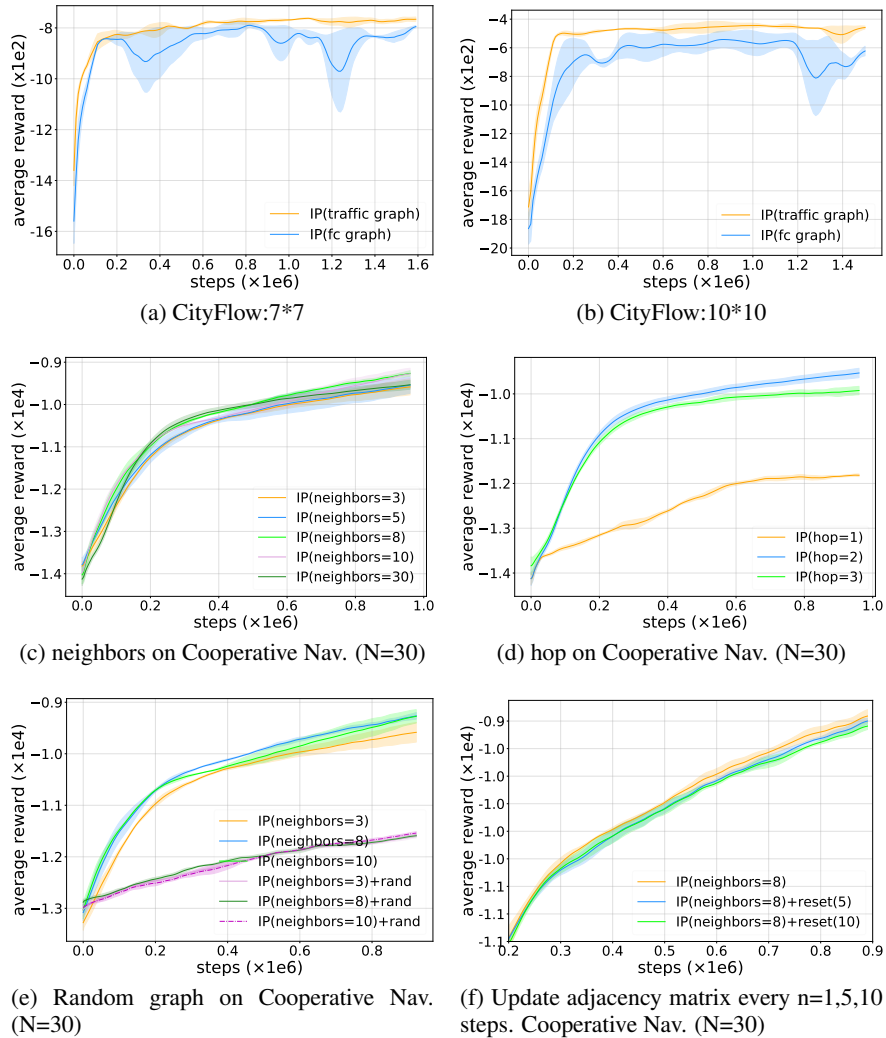 average reward (x1e2)
-8
-10
-12
-14
-16
IP(traffic graph)
IP(fc graph)
0.0 0.2 0.4 0.6 0.8 1.0 1.2 1.4 1.6
steps (×1e6)
(a) CityFlow:7*7
average reward (x1e2)
−4
−6
−8
−10
−12
−14
−16
−18
−20
IP(traffic graph)
IP(fc graph)
0.0 0.2 0.4 0.6 0.8 1.0 1.2 1.4
steps (×1e6)
(b) CityFlow:10*10
average reward (×1e4)
−0.9
−1.0
−1.1
−1.2
−1.3
−1.4
IP(neighbors=3)
IP(neighbors=5)
IP(neighbors=8)
IP(neighbors=10)
IP(neighbors=30)
0.0 0.2 0.4 0.6 0.8 1.0
steps (×1e6)
(c) neighbors on Cooperative Nav. (N=30)
average reward (×1e4)
−1.0
−1.1
−1.2
−1.3
−1.4
IP(hop=1)
IP(hop=2)
IP(hop=3)
0.0 0.2 0.4 0.6 0.8 1.0
steps (×1e6)
(d) hop on Cooperative Nav. (N=30)
average reward (×1e4)
−0.9
−1.0
−1.1
−1.2
−1.3
IP(neighbors=3)
IP(neighbors=8)
IP(neighbors=10)
IP(neighbors=3)+rand
IP(neighbors=8)+rand
IP(neighbors=10)+rand
0.0 0.2 0.4 0.6 0.8
steps (×1e6)
(e) Random graph on Cooperative Nav.
(N=30)
average reward (×1e4)
−0.9
−1.0
−1.0
−1.0
−1.0
−1.0
−1.1
−1.1
-1.1
IP(neighbors=8)
IP(neighbors=8)+reset(5)
IP(neighbors=8)+reset(10)
0.2 0.3 0.4 0.5 0.6 0.7 0.8 0.9
steps (×1e6)
(f) Update adjacency matrix every n=1,5,10
steps. Cooperative Nav. (N=30)